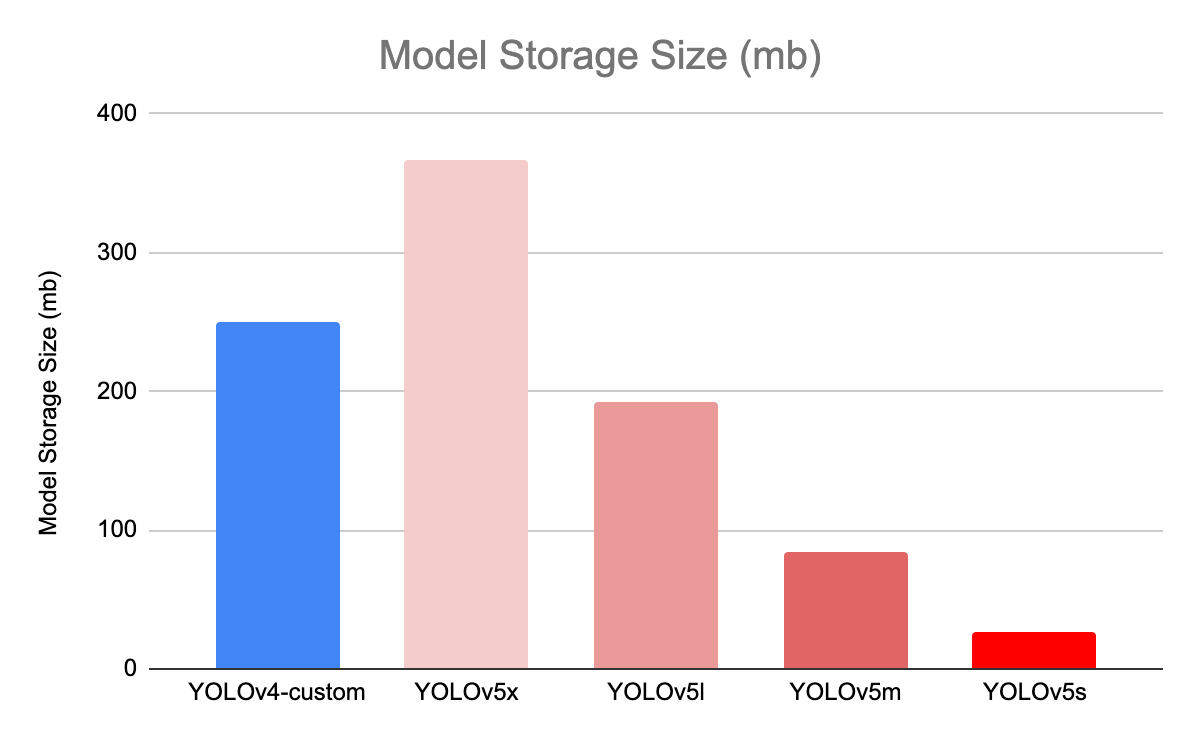 Model Storage Size (mb)
400
300
200
100
0
Model Storage Size (mb)
YOLOv4-custom
YOLOv5x
YOLOv5l
YOLOv5m
YOLOv5s